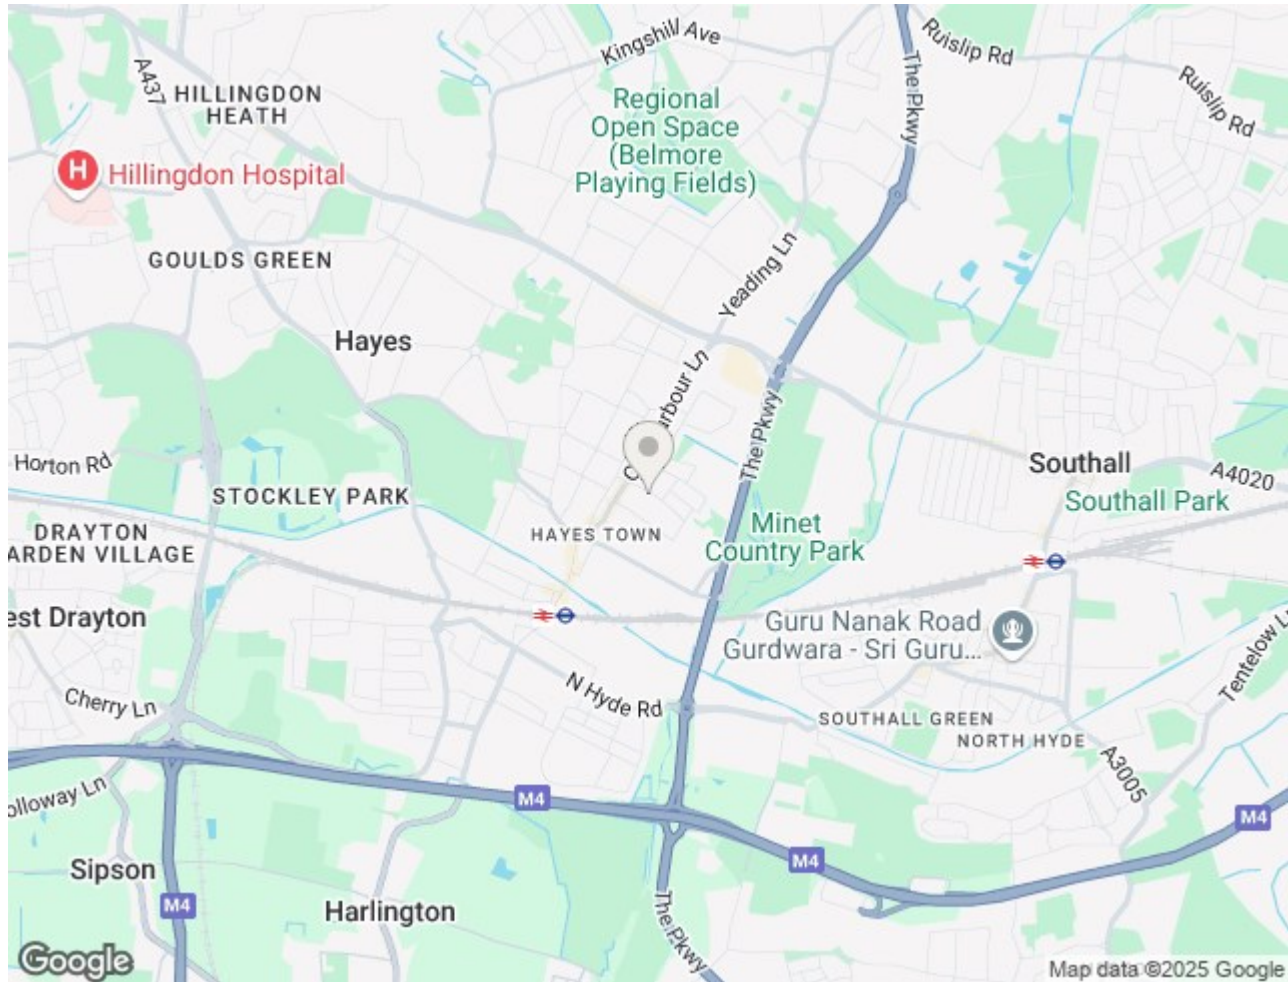 Kingshill Ave
Ruislip Rd
The Pkwy
A437
HILLINGDON
HEATH
Regional
Open Space
(Belmore
Playing Fields)
Ruislip Rd
H
Hillingdon Hospital
GOULDS GREEN
Yeading Ln
Hayes
arbour Ln
The Pkwy
Horton Rd
STOCKLEY PARK
Southall
A4020
Southall Park
DRAYTON
ARDEN VILLAGE
HAYES TOWN
Minet
Country Park
est Drayton
Guru Nanak Road
Gurdwara - Sri Guru...
Cherry Ln
N Hyde Rd
Tentelow L
SOUTHALL GREEN
NORTH HYDE
A3005
olloway Ln
M4
M4
M4
Sipson
M4
Harlington
The Pkwy
Google
Map data ©2025 Google